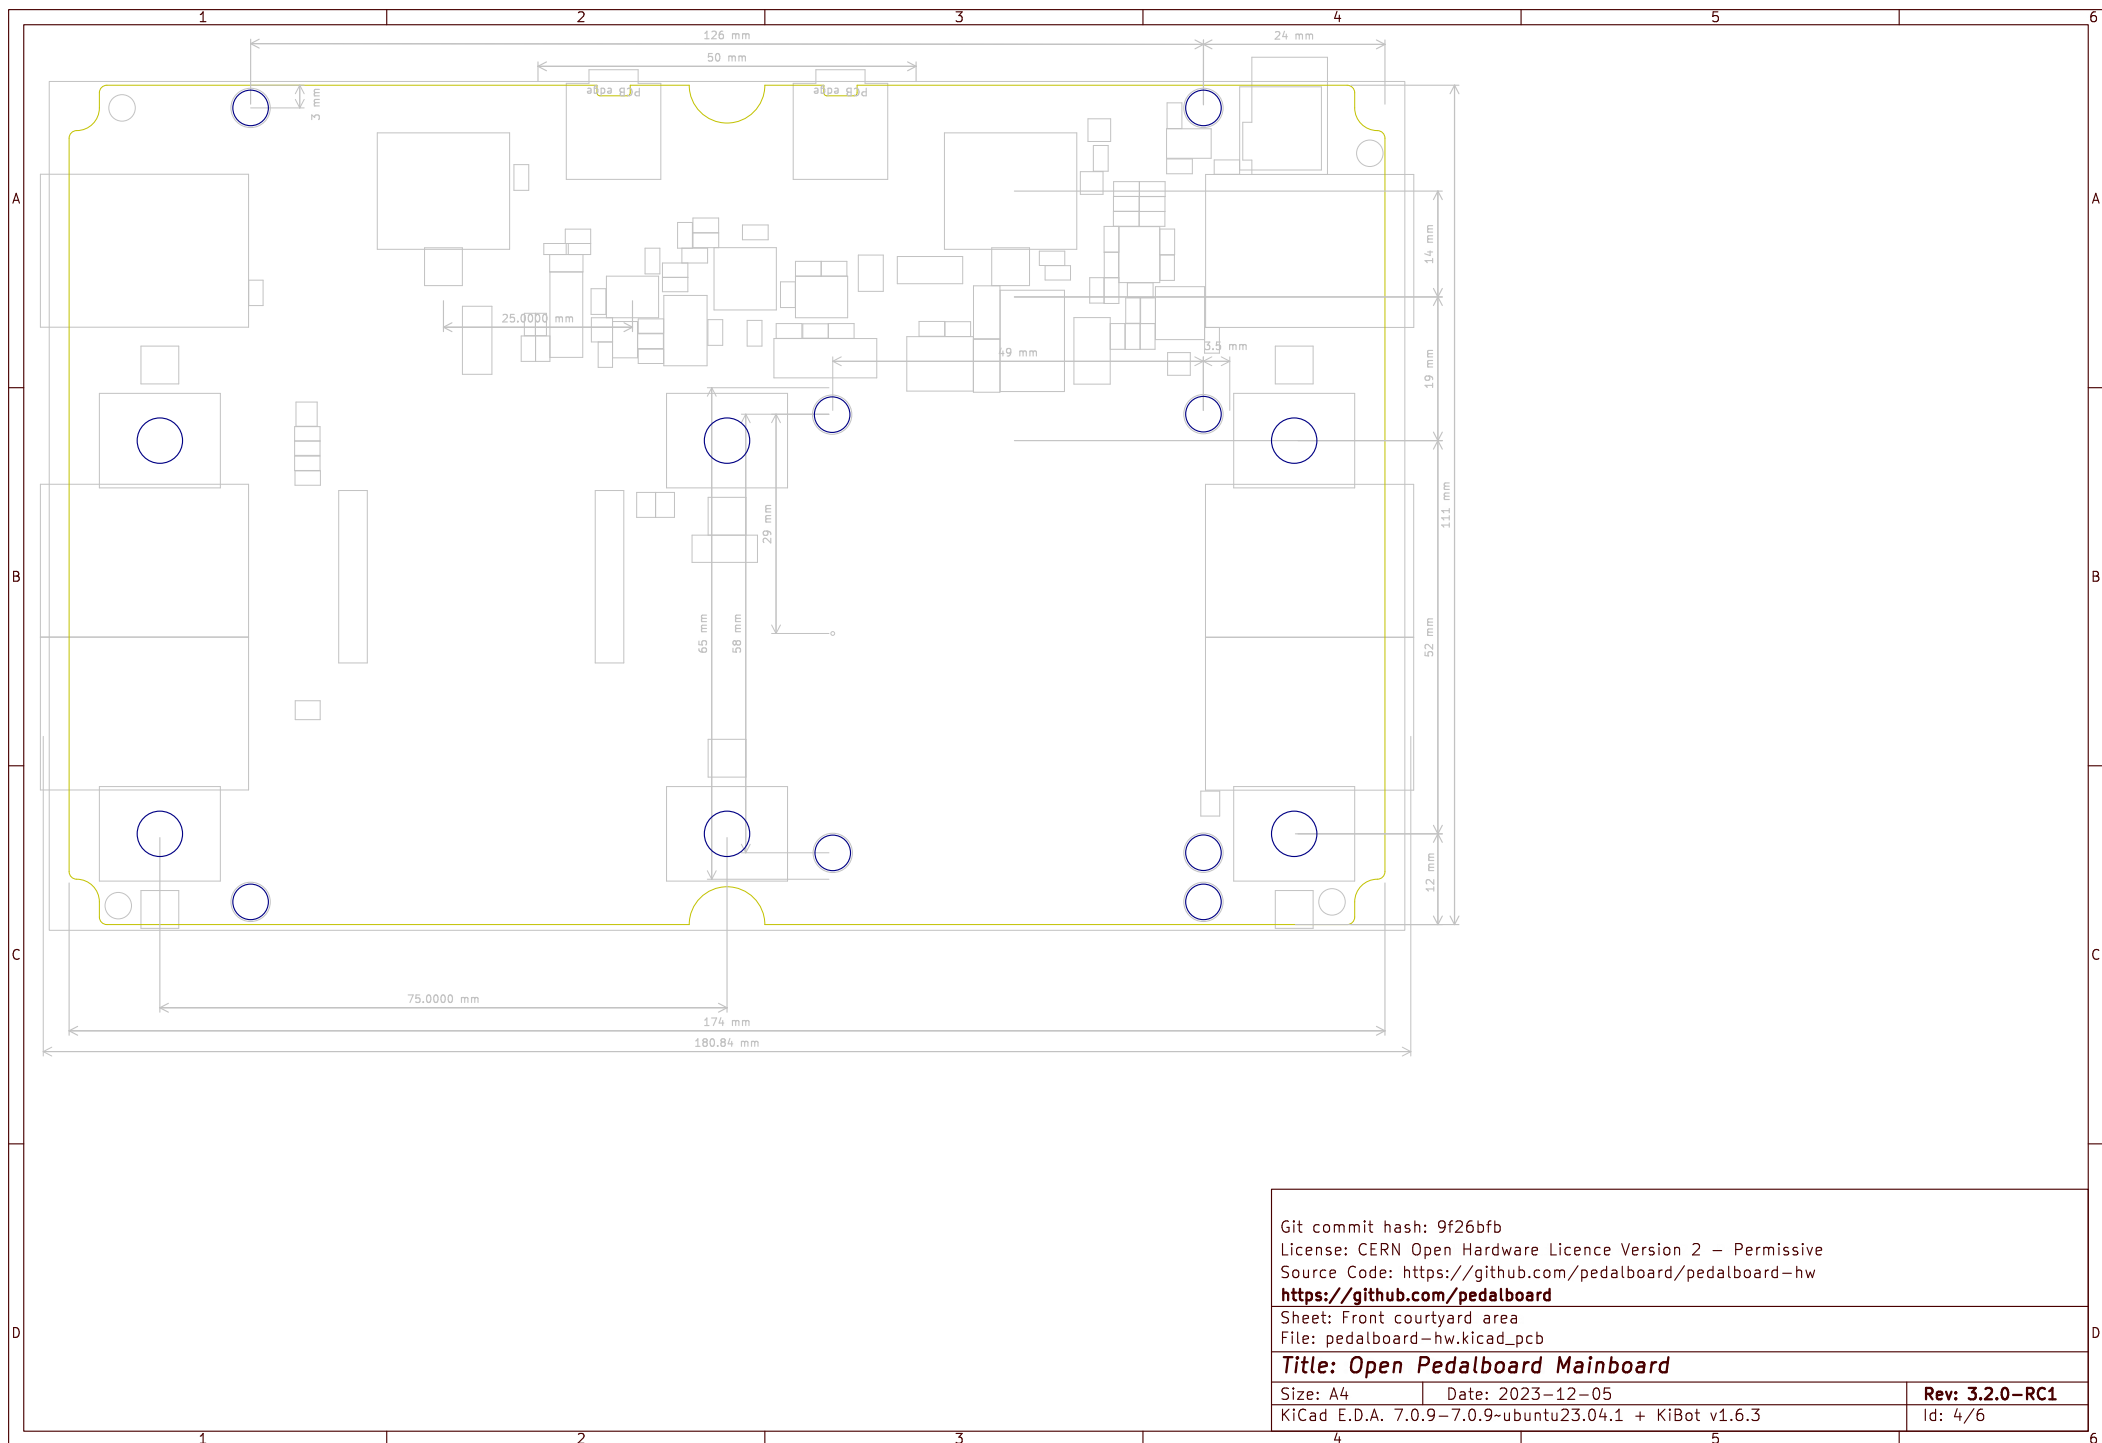 1 2 3 4 5 6
126 mm
24 mm
50 mm
3 mm
PCB edge
PCB edge
A
A
14 mm
25.0000 mm
49 mm
3.5 mm
19 mm
111 mm
29 mm
B
B
65 mm
58 mm
52 mm
12 mm
C
C
75.0000 mm
174 mm
180.84 mm
Git commit hash: 9f26bfb
License: CERN Open Hardware Licence Version 2 – Permissive
Source Code: https://github.com/pedalboard/pedalboard-hw
https://github.com/pedalboard
Sheet: Front courtyard area
D
D
File: pedalboard-hw.kicad_pcb
Title: Open Pedalboard Mainboard
Size: A4
Date: 2023-12-05
Rev: 3.2.0-RC1
KiCad E.D.A. 7.0.9-7.0.9~ubuntu23.04.1 + KiBot v1.6.3
Id: 4/6
1 2 3 4 5 6